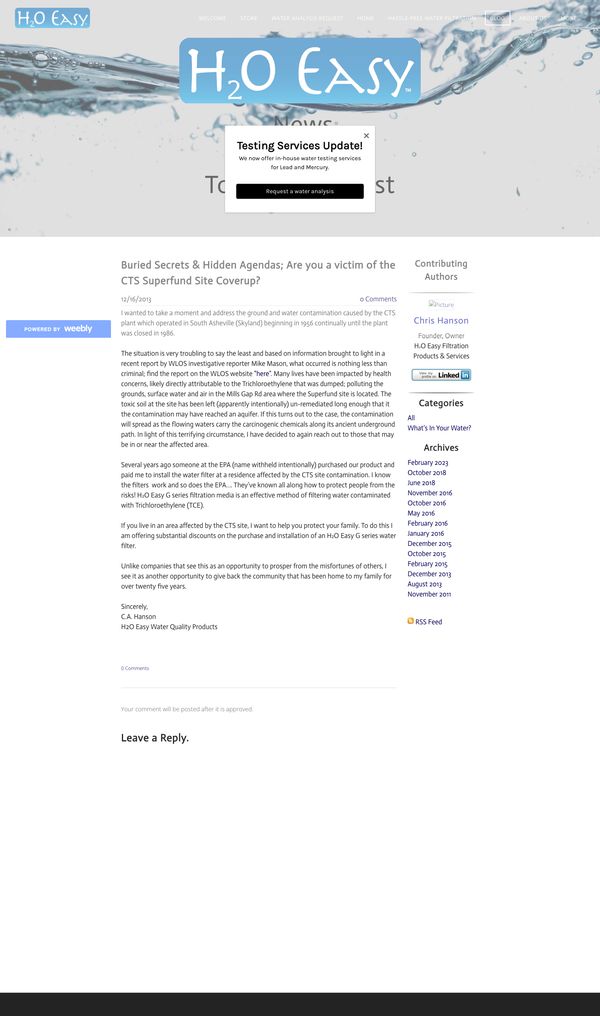 H2O Easy
WELCOME
STORE
WATER ANALYSIS REQUEST
HOME
HASSLE-FREE WATER FILTRATION
BLOG
ABOUT US
MORE...
H2O Easy™
News
Testing Services Update!
We now offer in-house water testing services
for Lead and Mercury.
Request a water analysis
To
st
Buried Secrets & Hidden Agendas; Are you a victim of the
CTS Superfund Site Coverup?
12/16/2013
0 Comments
I wanted to take a moment and address the ground and water contamination caused by the CTS
plant which operated in South Asheville (Skyland) beginning in 1956 continually until the plant
was closed in 1986.
The situation is very troubling to say the least and based on information brought to light in a
recent report by WLOS investigative reporter Mike Mason, what occurred is nothing less than
criminal; find the report on the WLOS website "here". Many lives have been impacted by health
concerns, likely directly attributable to the Trichloroethylene that was dumped; polluting the
grounds, surface water and air in the Mills Gap Rd area where the Superfund site is located. The
toxic soil at the site has been left (apparently intentionally) un-remediated long enough that it
the contamination may have reached an aquifer. If this turns out to the case, the contamination
will spread as the flowing waters carry the carcinogenic chemicals along its ancient underground
path. In light of this terrifying circumstance, I have decided to again reach out to those that may
be in or near the affected area.
Several years ago someone at the EPA (name withheld intentionally) purchased our product and
paid me to install the water filter at a residence affected by the CTS site contamination. I know
the filters work and so does the EPA... They've known all along how to protect people from the
risks! H2O Easy G series filtration media is an effective method of filtering water contaminated
with Trichloroethylene (TCE).
If you live in an area affected by the CTS site, I want to help you protect your family. To do this I
am offering substantial discounts on the purchase and installation of an H2O Easy G series water
filter.
Unlike companies that see this as an opportunity to prosper from the misfortunes of others, I
see it as another opportunity to give back the community that has been home to my family for
over twenty five years.
Sincerely,
C.A. Hanson
H2O Easy Water Quality Products
0 Comments
Your comment will be posted after it is approved.
Leave a Reply.
Contributing
Authors
Picture
Chris Hanson
Founder, Owner
H2O Easy Filtration
Products & Services
View my profile on LinkedIn
Categories
All
What's In Your Water?
Archives
February 2023
October 2018
June 2018
November 2016
October 2016
May 2016
February 2016
January 2016
December 2015
October 2015
February 2015
December 2013
August 2013
November 2011
RSS Feed
POWERED BY weebly